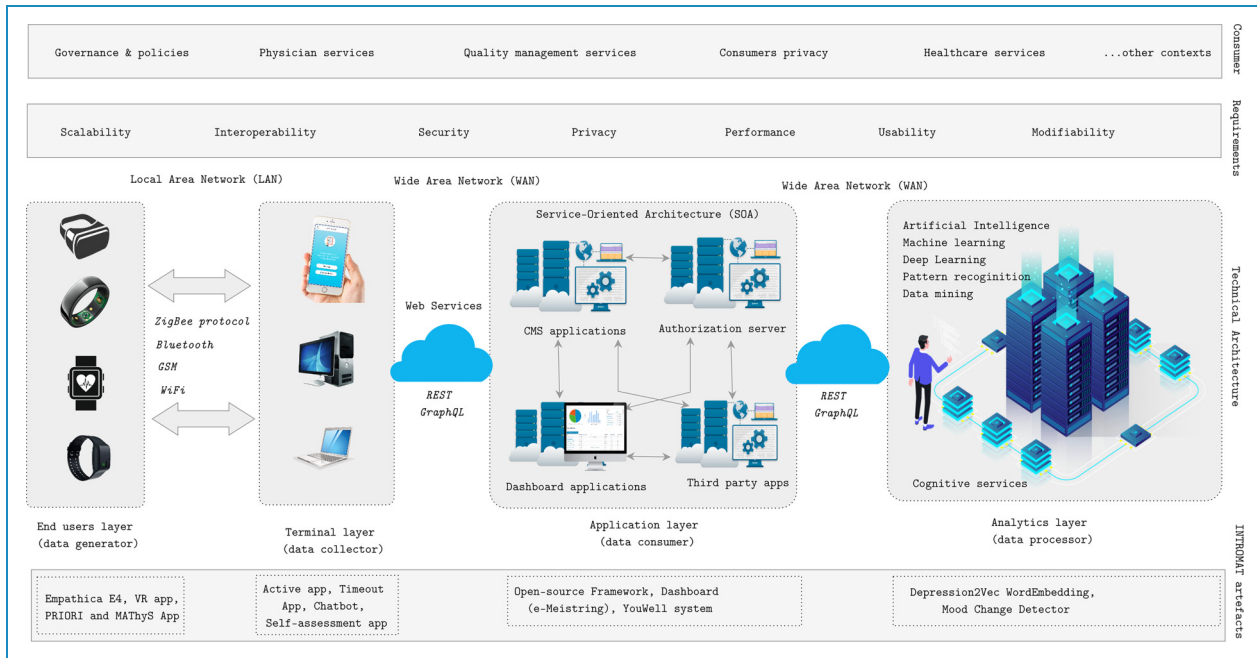 Governance & policies
Physician services
Quality management services
Consumers privacy
Healthcare services
...other contexts
Consumer
Scalability
Interoperability
Security
Privacy
Performance
Usability
Modifiability
Requirements
Local Area Network (LAN)
Wide Area Network (WAN)
Wide Area Network (WAN)
ZigBee protocol
Bluetooth
GSM
WiFi
Web Services
REST
GraphQL
Service-Oriented Architecture (SOA)
CMS applications
Authorization server
Dashboard applications
Third party apps
REST
GraphQL
Artificial Intelligence
Machine learning
Deep Learning
Pattern recoginition
Data mining
Cognitive services
Technical Architecture
End users layer
(data generator)
Terminal layer
(data collector)
Application layer
(data consumer)
Analytics layer
(data processor)
Empathica E4, VR app,
PRIORI and MAThyS App
Active app, Timeout
App, Chatbot,
Self-assessment app
Open-source Framework, Dashboard
(e-Meistring), YouWell system
Depression2Vec WordEmbedding,
Mood Change Detector
INTROMAT artefacts